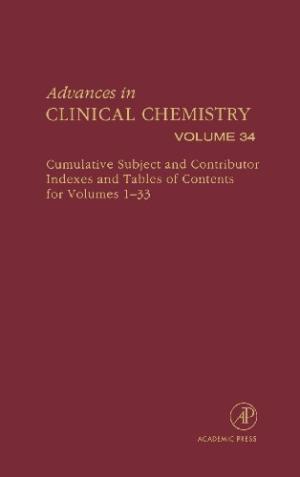 Advances in
CLINICAL CHEMISTRY
VOLUME 34
Cumulative Subject and Contributor
Indexes and Tables of Contents
for Volumes 1–33
AP
ACADEMIC PRESS